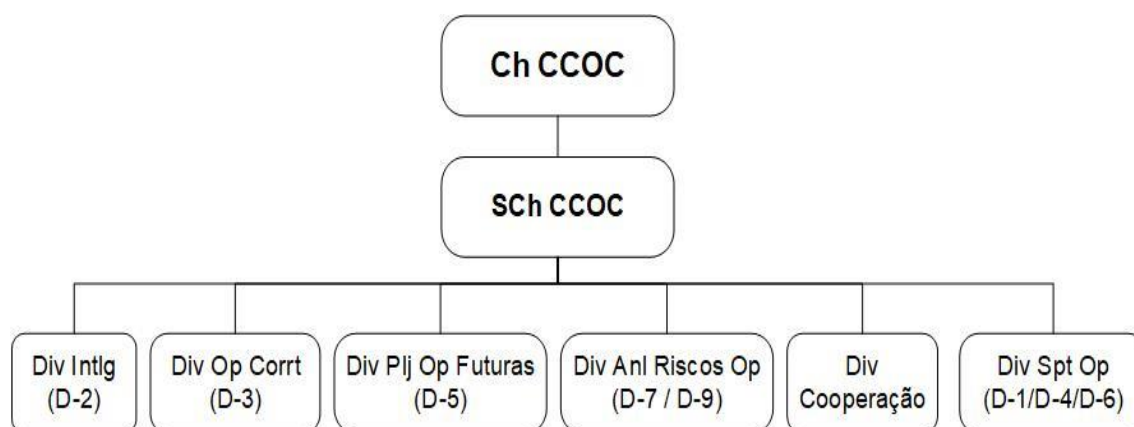 Ch CCOC
SCh CCOC
Div Intlg
(D-2)
Div Op Corrt
(D-3)
Div Plj Op Futuras
(D-5)
Div Anl Riscos Op
(D-7 / D-9)
Div
Cooperação
Div Spt Op
(D-1/D-4/D-6)